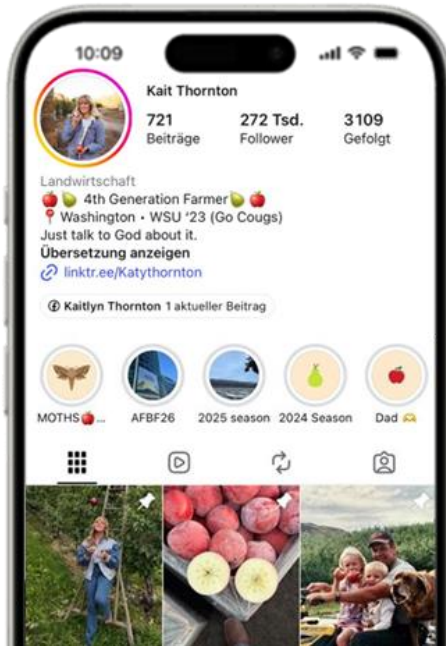 10:09
Kait Thornton
721 272 Tsd. 3109
Beiträge Follower Gefolgt
Landwirtschaft
🍎🍐 4th Generation Farmer🍐🍎
📍 Washington • WSU ‘23 (Go Cougs)
Just talk to God about it.
Übersetzung anzeigen
linktr.ee/Katythornton
Kaitlyn Thornton 1 aktueller Beitrag
MOTHS🍎... AFBF26 2025 season 2024 Season Dad 🫶